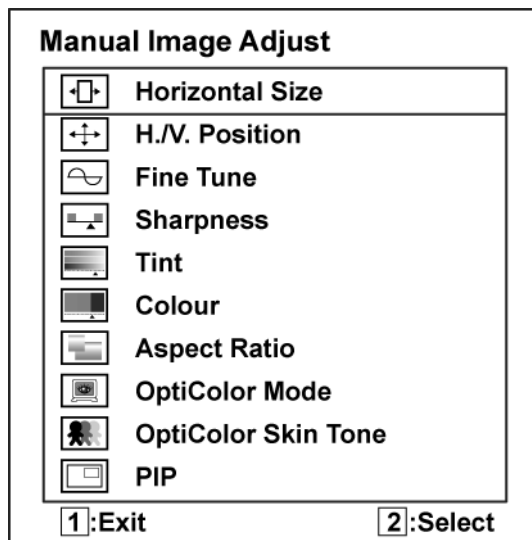 Manual Image Adjust
Horizontal Size
H./V. Position
Fine Tune
Sharpness
Tint
Colour
Aspect Ratio
OptiColor Mode
OptiColor Skin Tone
PIP
1:Exit 2:Select